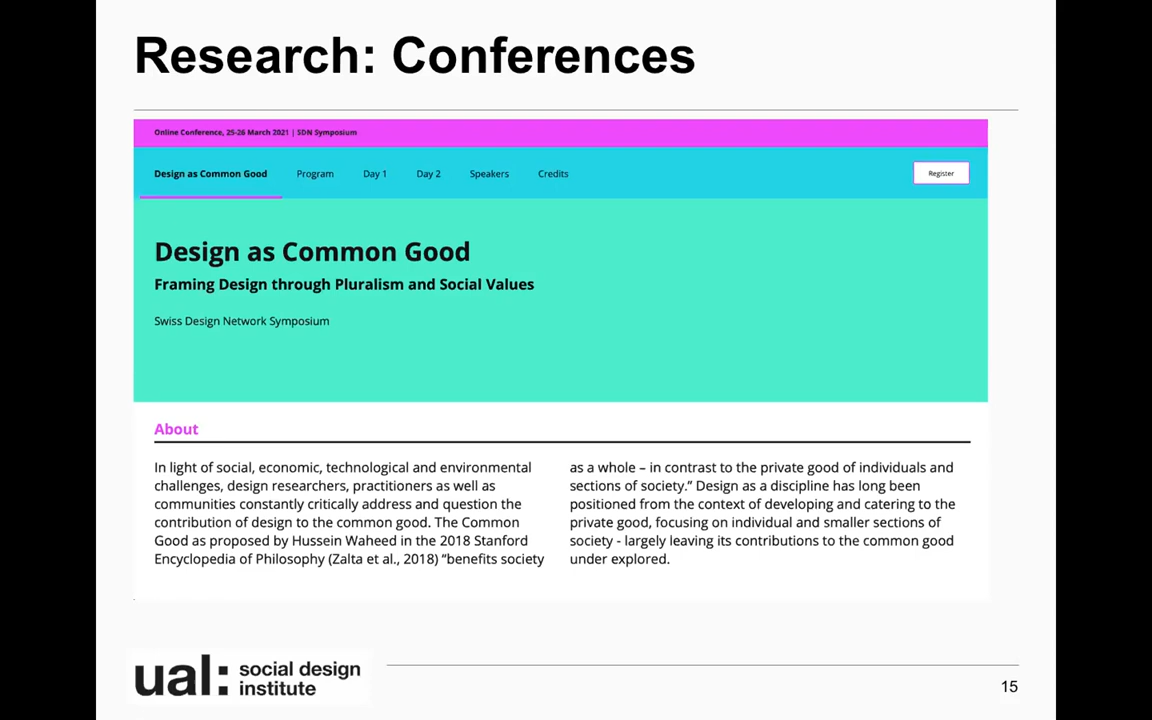 Research: Conferences
Online Conference, 25-26 March 2021 | SDN Symposium
Design as Common Good Program Day 1 Day 2 Speakers Credits Register
Design as Common Good
Framing Design through Pluralism and Social Values
Swiss Design Network Symposium
About
In light of social, economic, technological and environmental
challenges, design researchers, practitioners as well as
communities constantly critically address and question the
contribution of design to the common good. The Common
Good as proposed by Hussein Waheed in the 2018 Stanford
Encyclopedia of Philosophy (Zalta et al., 2018) “benefits society
as a whole – in contrast to the private good of individuals and
sections of society.” Design as a discipline has long been
positioned from the context of developing and catering to the
private good, focusing on individual and smaller sections of
society - largely leaving its contributions to the common good
under explored.
ual: social design
institute
15